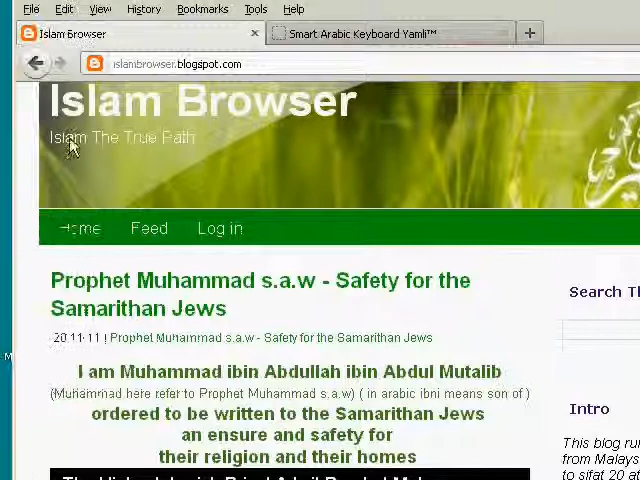 File Edit View History Bookmarks Tools Help
Islam Browser × Smart Arabic Keyboard Yamli™ +
islambrowser.blogspot.com
Islam Browser
Islam The True Path
Home Feed Log in
Prophet Muhammad s.a.w - Safety for the
Samarithan Jews
20:11:11 | Prophet Muhammad s.a.w - Safety for the Samarithan Jews
I am Muhammad ibin Abdullah ibin Abdul Mutalib
(Muhammad here refer to Prophet Muhammad s.a.w) ( in arabic ibni means son of )
ordered to be written to the Samarithan Jews
an ensure and safety for
their religion and their homes
Search Th
Intro
This blog run
from Malays
to sifat 20 at